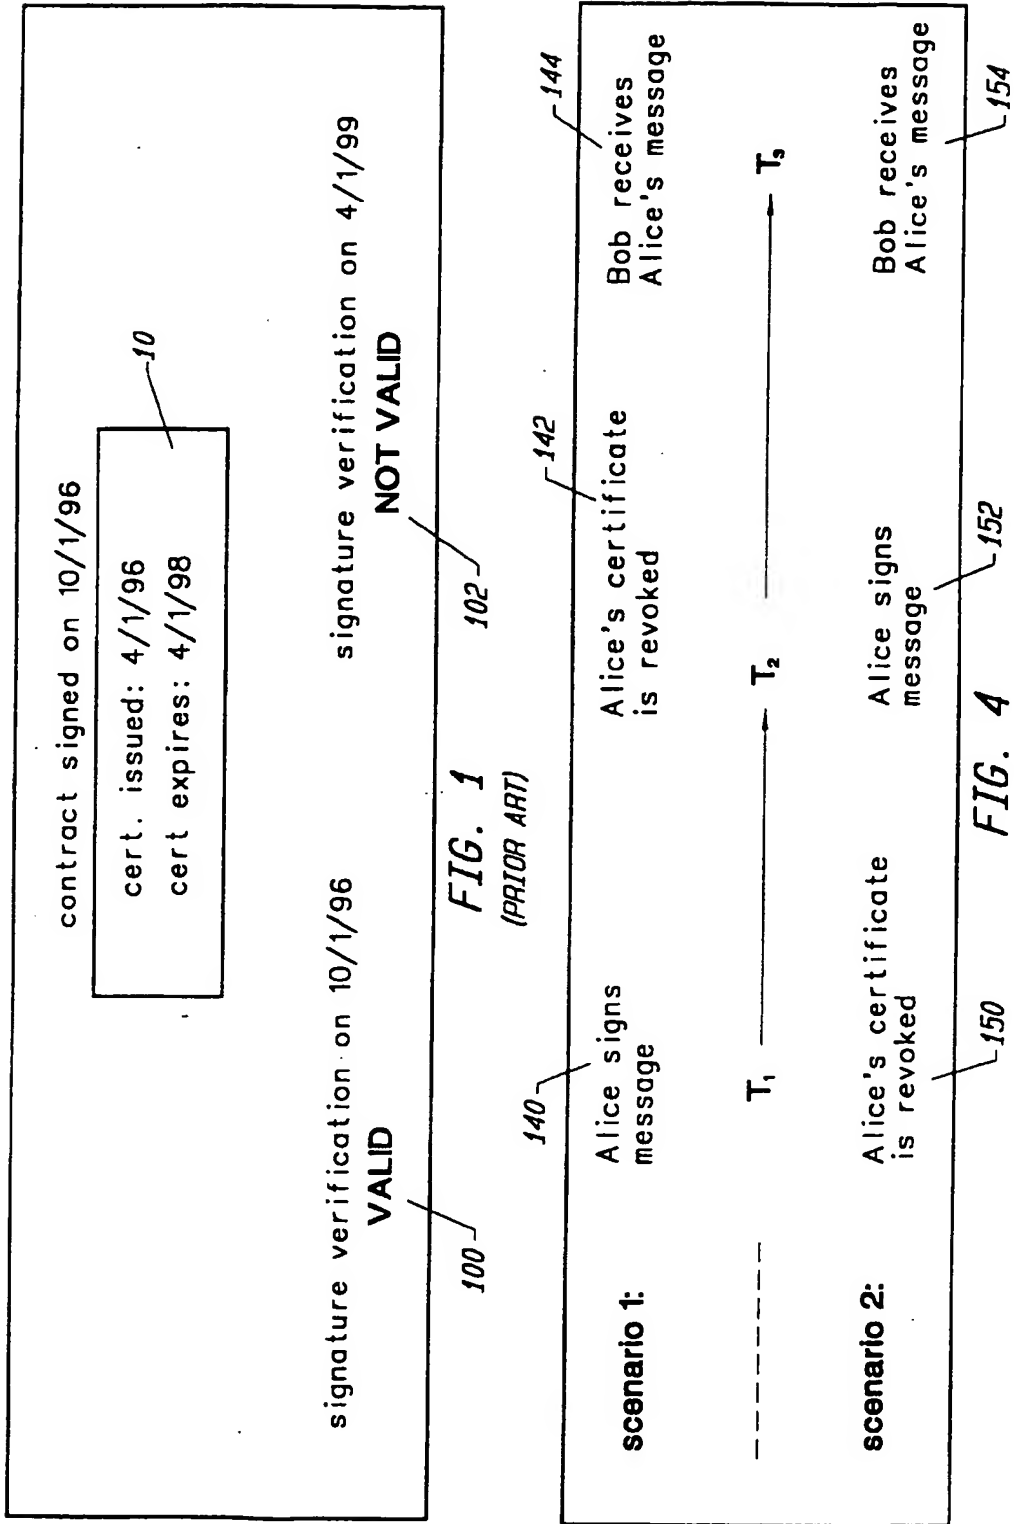 contract signed on 10/1/96
10
cert. issued: 4/1/96
cert expires: 4/1/98
signature verification on 10/1/96
VALID
signature verification on 4/1/99
NOT VALID
100
102
FIG. 1
(PRIOR ART)
140
142
144
scenario 1:
Alice signs
message
Alice's certificate
is revoked
Bob receives
Alice's message
T₁
T₂
T₃
scenario 2:
Alice's certificate
is revoked
Alice signs
message
Bob receives
Alice's message
150
152
154
FIG. 4